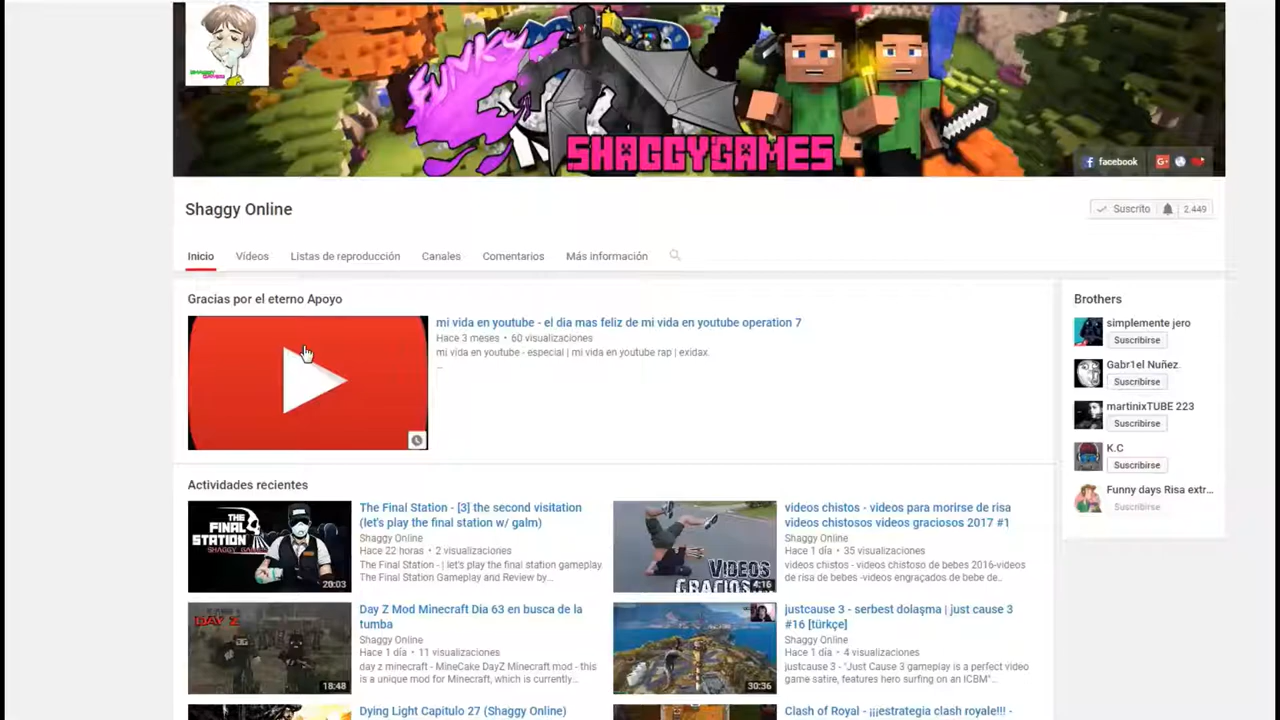 SHAGGYGAMES
facebook
Shaggy Online
Suscrito 2.449
Inicio Vídeos Listas de reproducción Canales Comentarios Más información
Gracias por el eterno Apoyo
mi vida en youtube - el dia mas feliz de mi vida en youtube operation 7
Hace 3 meses • 60 visualizaciones
mi vida en youtube - especial | mi vida en youtube rap | exidax.
...
Brothers
simplemente jero
Suscribirse
Gabr1el Nuñez.
Suscribirse
martinixTUBE 223
Suscribirse
K.C
Suscribirse
Funny days Risa extr...
Suscribirse
Actividades recientes
THE FINAL STATION
SHAGGY GAMES
20:03
The Final Station - [3] the second visitation
(let's play the final station w/ galm)
Shaggy Online
Hace 22 horas • 2 visualizaciones
The Final Station - | let's play the final station gameplay.
The Final Station Gameplay and Review by...
VIDEOS
GRACIOSOS
4:16
videos chistos - videos para morirse de risa
videos chistosos videos graciosos 2017 #1
Shaggy Online
Hace 1 día • 35 visualizaciones
videos chistos - videos chistoso de bebes 2016-videos
de risa de bebes -videos engraçados de bebe de..
DAY Z
18:48
Day Z Mod Minecraft Dia 63 en busca de la
tumba
Shaggy Online
Hace 1 día • 11 visualizaciones
day z minecraft - MineCake DayZ Minecraft mod - this
is a unique mod for Minecraft, which is currently...
30:36
justcause 3 - serbest dolaşma | just cause 3
#16 [türkçe]
Shaggy Online
Hace 1 día • 4 visualizaciones
justcause 3 - "Just Cause 3 gameplay is a perfect video
game satire, features hero surfing on an ICBM"...
Dying Light Capitulo 27 (Shaggy Online)
Clash of Royal - ¡¡¡estrategia clash royale!!! -